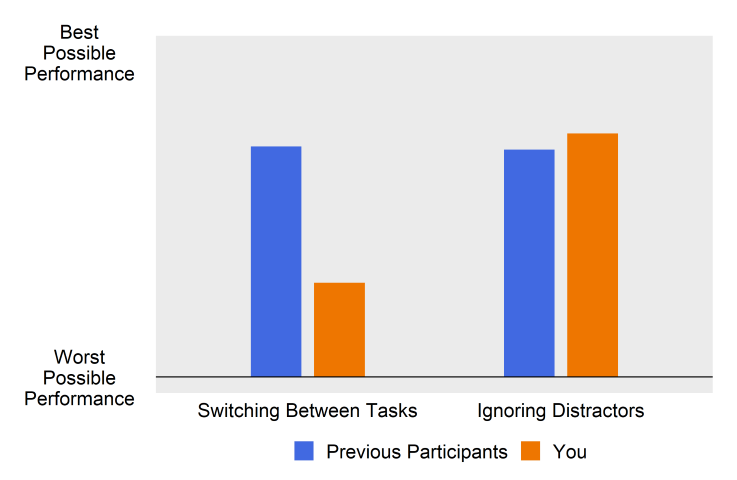 Best
Possible
Performance
Worst
Possible
Performance
Switching Between Tasks
Ignoring Distractors
Previous Participants
You